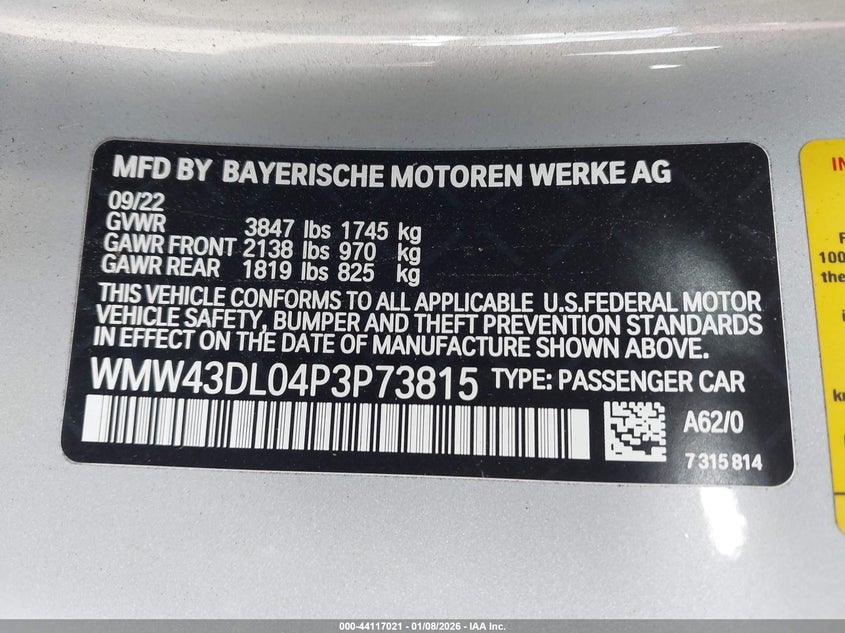 MFD BY BAYERISCHE MOTOREN WERKE AG
09/22
GVWR 3847 lbs 1745 kg
GAWR FRONT 2138 lbs 970 kg
GAWR REAR 1819 lbs 825 kg
THIS VEHICLE CONFORMS TO ALL APPLICABLE U.S.FEDERAL MOTOR
VEHICLE SAFETY, BUMPER AND THEFT PREVENTION STANDARDS
IN EFFECT ON THE DATE OF MANUFACTURE SHOWN ABOVE.
WMW43DL04P3P73815 TYPE: PASSENGER CAR
A62/0
7 315 814
IN
100
the
000-44117021 - 01/08/2026 - IAA Inc.